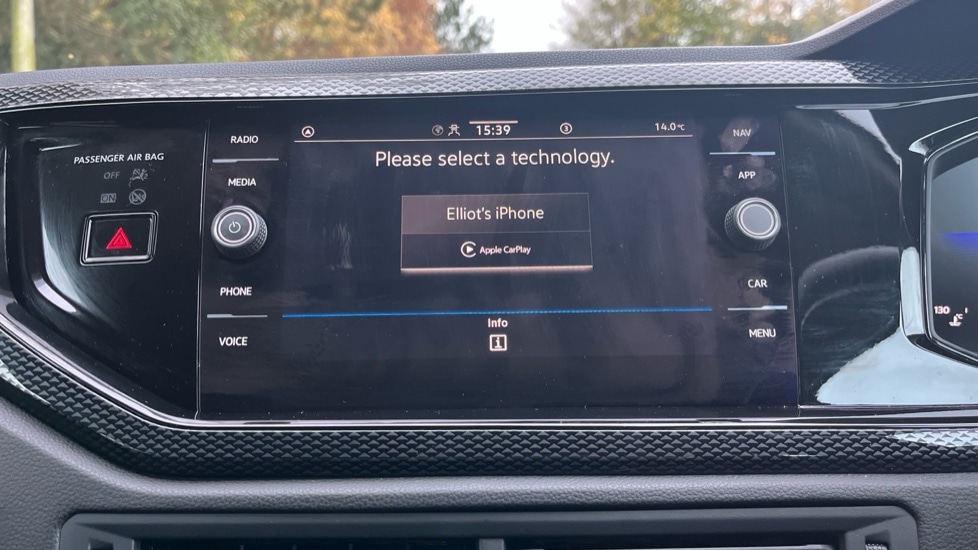 15:39
3
14.0°C
Please select a technology.
Elliot's iPhone
Apple CarPlay
Info
i
RADIO
MEDIA
PHONE
VOICE
NAV
APP
CAR
MENU
PASSENGER AIR BAG
OFF
ON
130
°C